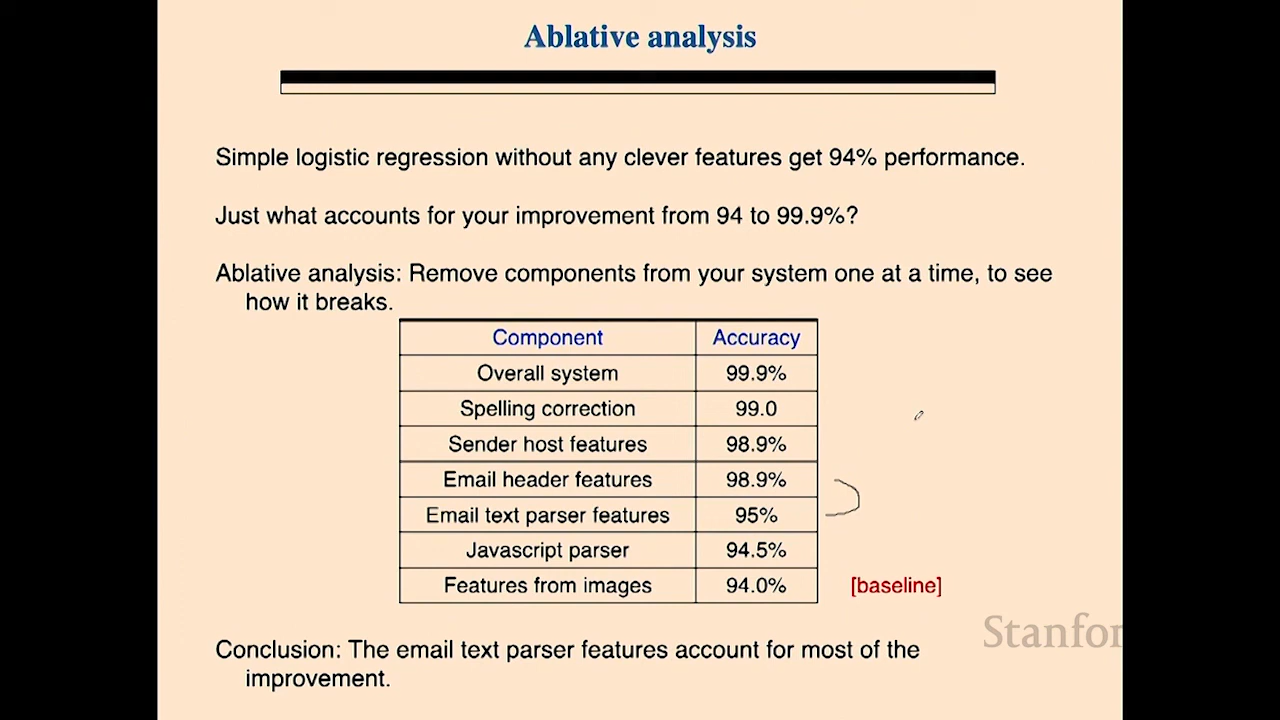 Ablative analysis
Simple logistic regression without any clever features get 94% performance.
Just what accounts for your improvement from 94 to 99.9%?
Ablative analysis: Remove components from your system one at a time, to see
how it breaks.
Component Accuracy
Overall system 99.9%
Spelling correction 99.0
Sender host features 98.9%
Email header features 98.9%
Email text parser features 95%
Javascript parser 94.5%
Features from images 94.0% [baseline]
Stanfor
Conclusion: The email text parser features account for most of the
improvement.